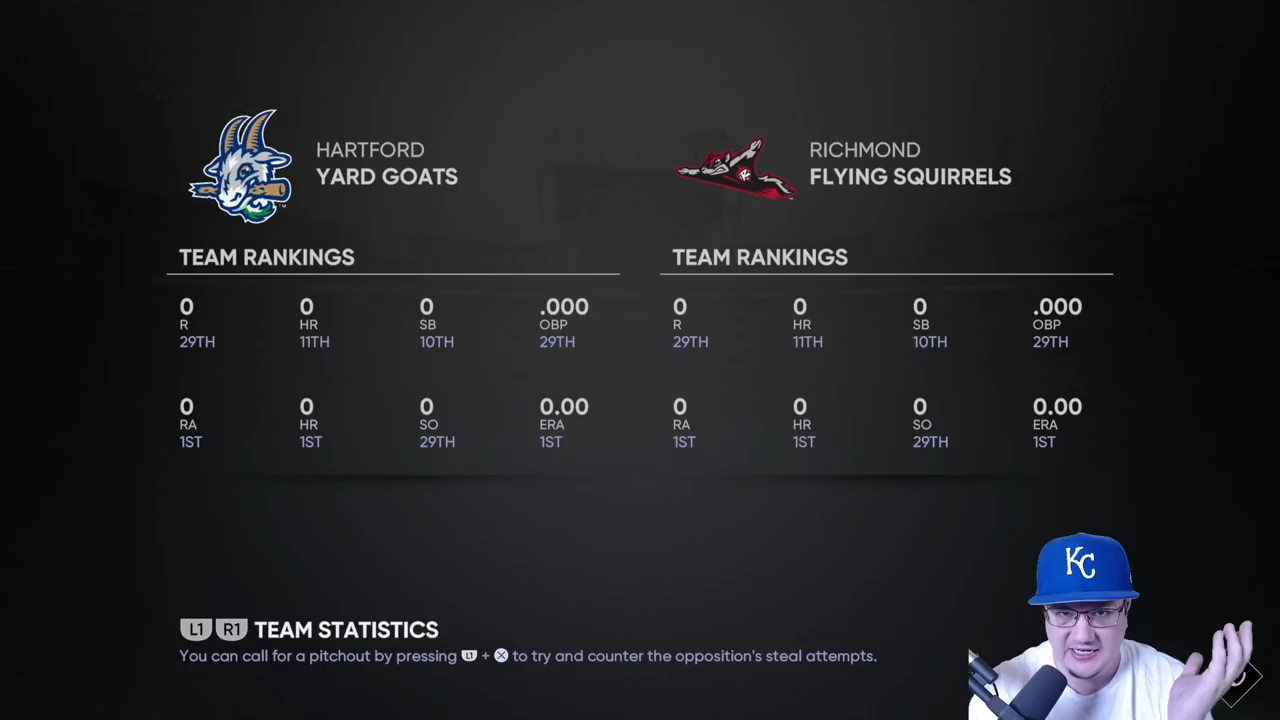 HARTFORD
YARD GOATS
TEAM RANKINGS
0 0 0 .000
R HR SB OBP
29TH 11TH 10TH 29TH
0 0 0 0.00
RA HR SO ERA
1ST 1ST 29TH 1ST
RICHMOND
FLYING SQUIRRELS
TEAM RANKINGS
0 0 0 .000
R HR SB OBP
29TH 11TH 10TH 29TH
0 0 0 0.00
RA HR SO ERA
1ST 1ST 29TH 1ST
L1 R1 TEAM STATISTICS
You can call for a pitchout by pressing L1 + to try and counter the opposition's steal attempts.
KC